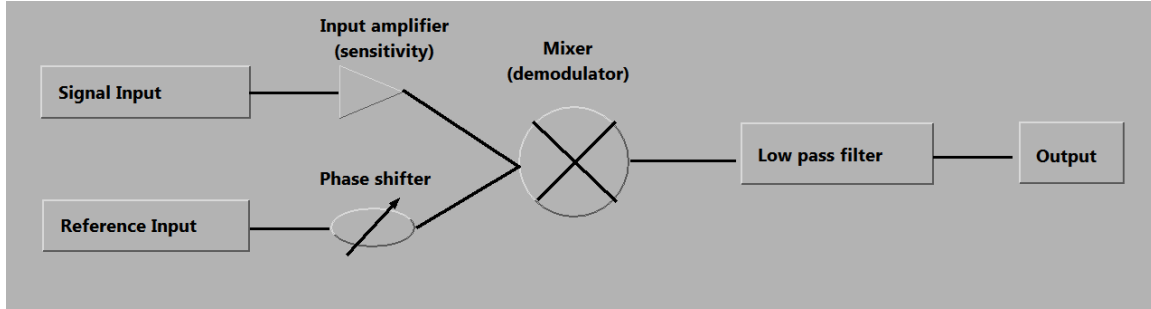 Input amplifier
(sensitivity)
Mixer
(demodulator)
Signal Input
Low pass filter
Output
Phase shifter
Reference Input